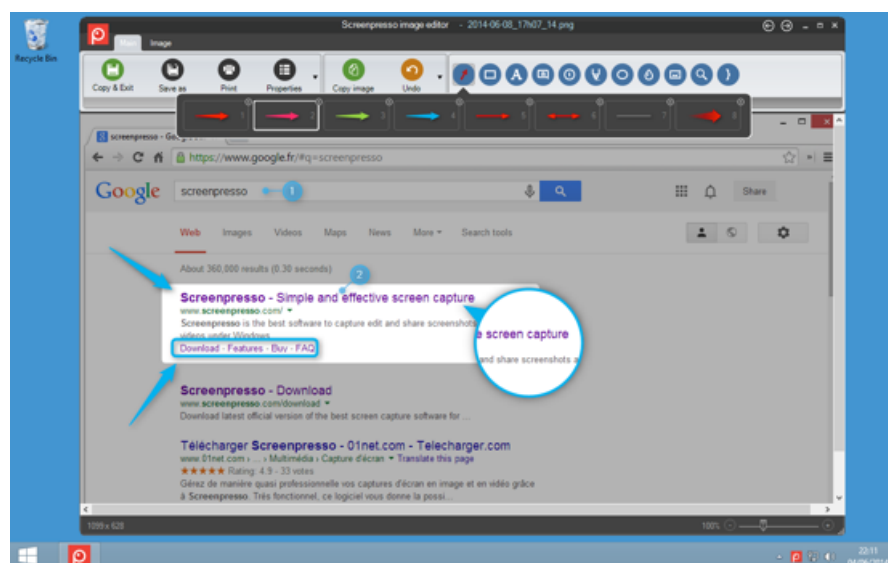 Screenpresso image editor - 2014-06-08_17h07_14.png
Recycle Bin
Image
Copy & Exit Save as Print Properties Copy image Undo
A
1 2 3 4 5 6 7 8
screenpresso - Go
https://www.google.fr/#q=screenpresso
Google screenpresso 1 Share
Web Images Videos Maps News More Search tools
About 360,000 results (0.30 seconds)
2
Screenpresso - Simple and effective screen capture
www.screenpresso.com/
Screenpresso is the best software to capture edit and share screenshots
videos under Windows
Download - Features - Buy - FAQ
e screen capture
and share screenshots a
Screenpresso - Download
www.screenpresso.com/download
Download latest official version of the best screen capture software for ...
Télécharger Screenpresso - 01net.com - Telecharger.com
www.01net.com › ... › Multimédia › Capture d'écran Translate this page
Rating: 4.9 - 33 votes
Gérez de manière quasi professionnelle vos captures d'écran en image et en vidéo grâce
à Screenpresso. Très fonctionnel, ce logiciel vous donne la possi...
1099 x 628 100%
22:11